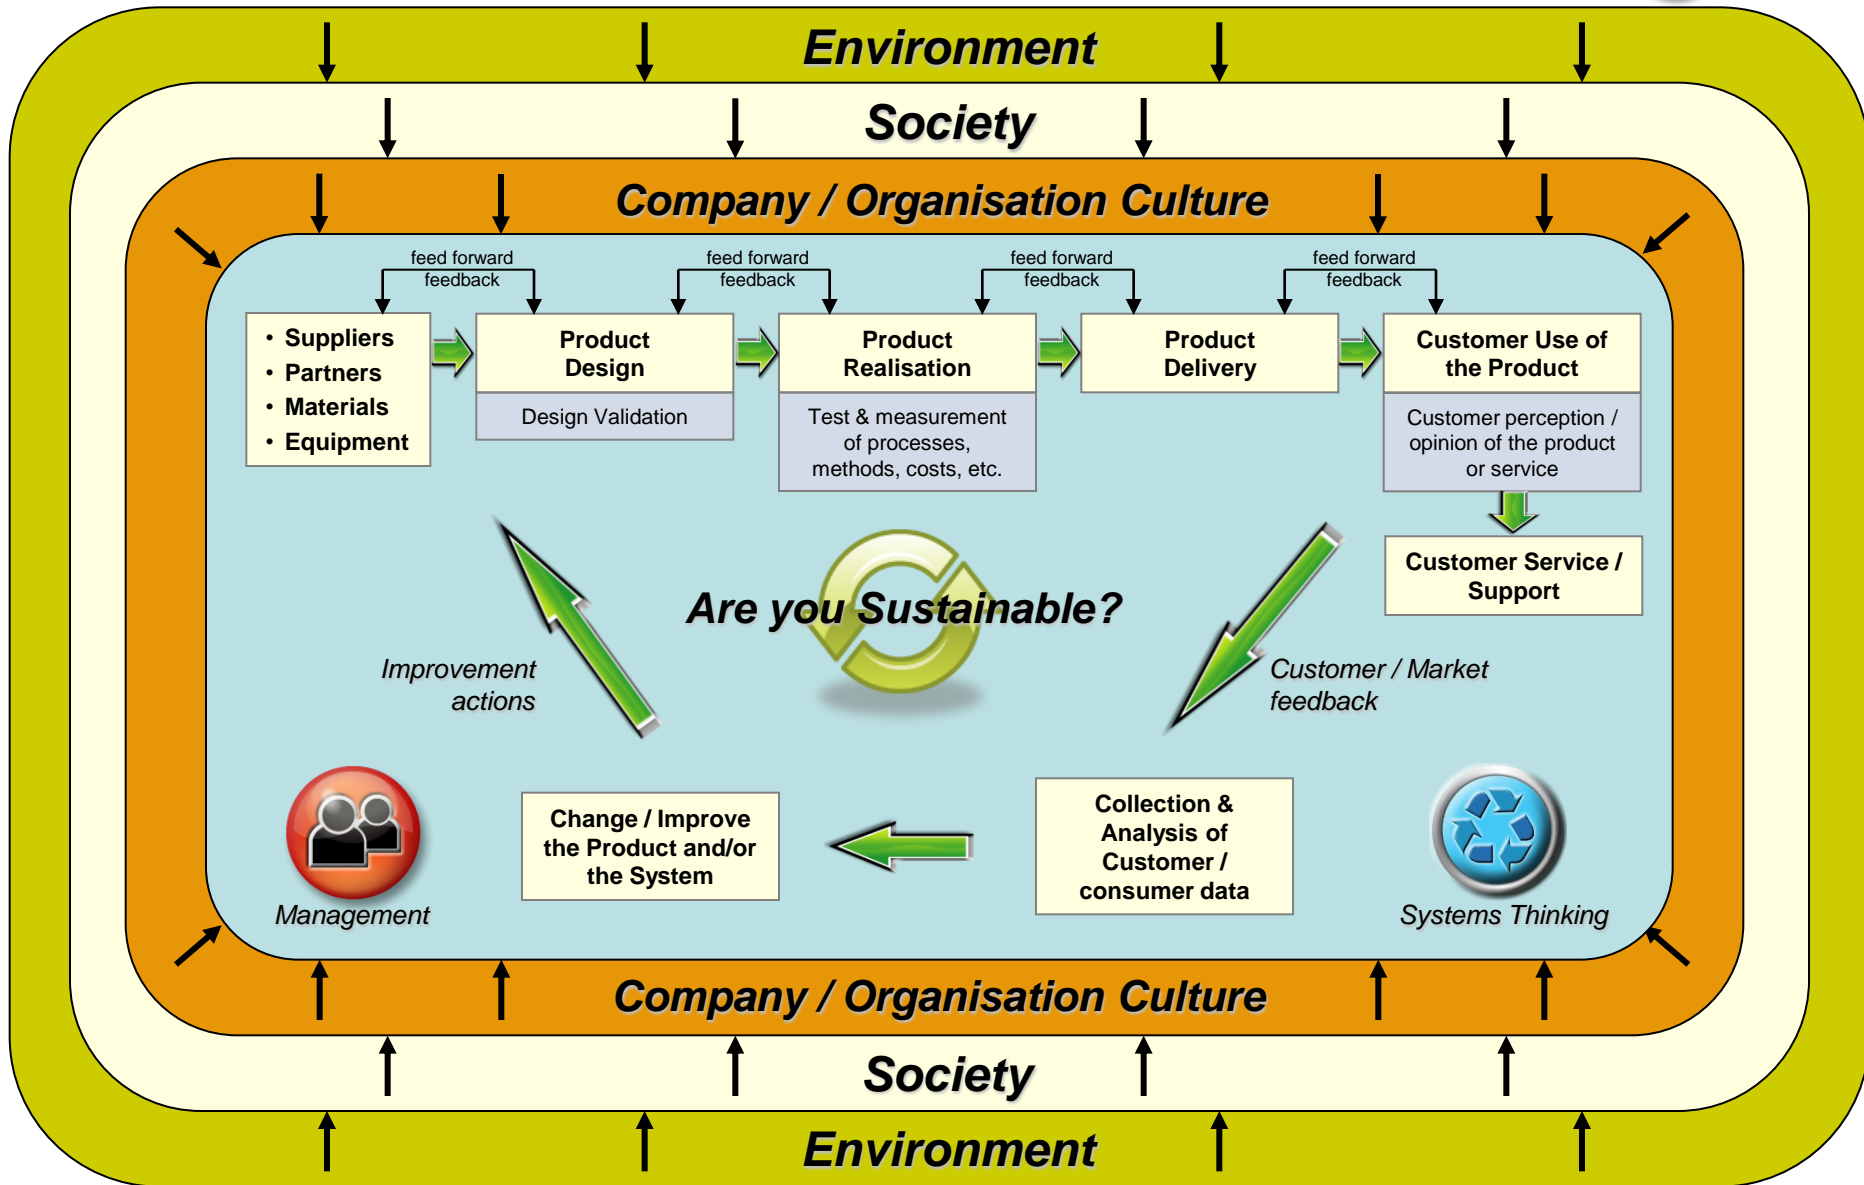 Environment
Society
Company / Organisation Culture
feed forward
feedback
feed forward
feedback
feed forward
feedback
feed forward
feedback
• Suppliers
• Partners
• Materials
• Equipment
Product
Design
Design Validation
Product
Realisation
Test & measurement
of processes,
methods, costs, etc.
Product
Delivery
Customer Use of
the Product
Customer perception /
opinion of the product
or service
Customer Service /
Support
Are you Sustainable?
Improvement
actions
Customer / Market
feedback
Management
Change / Improve
the Product and/or
the System
Collection &
Analysis of
Customer /
consumer data
Systems Thinking
Company / Organisation Culture
Society
Environment